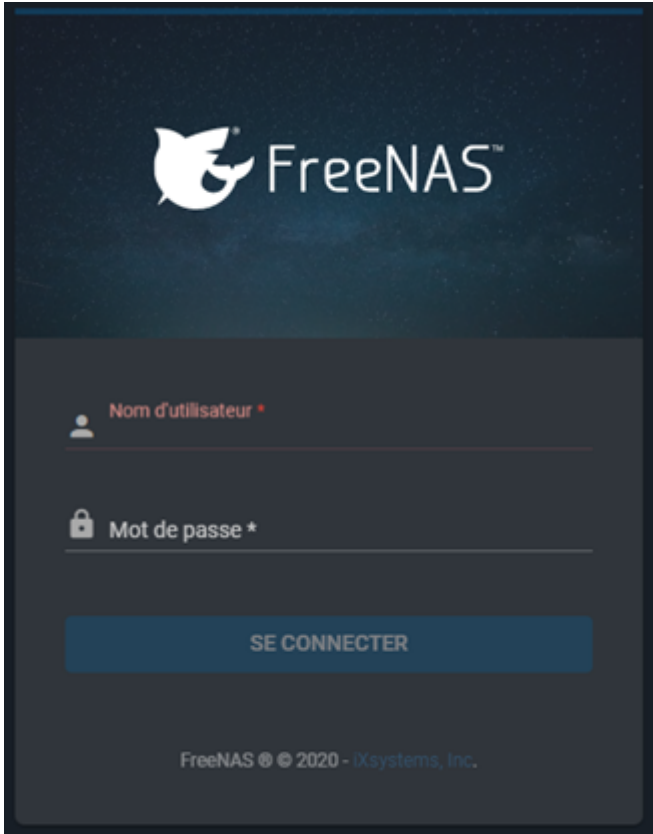 FreeNAS™
Nom d'utilisateur *
Mot de passe *
SE CONNECTER
FreeNAS ® © 2020 - iXsystems, Inc.